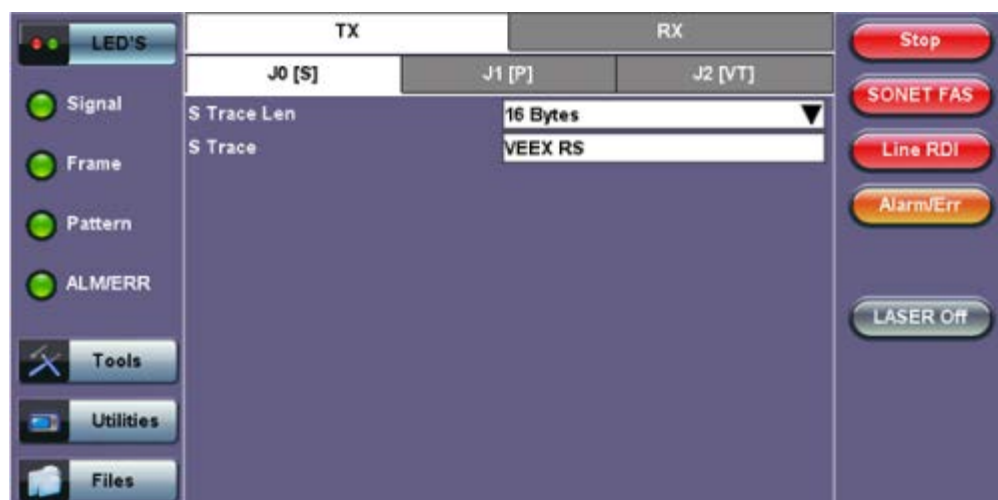 LED'S
Signal
Frame
Pattern
ALM/ERR
Tools
Utilities
Files
TX RX
J0 [S] J1 [P] J2 [VT]
S Trace Len 16 Bytes
S Trace VEEX RS
Stop
SONET FAS
Line RDI
Alarm/Err
LASER Off